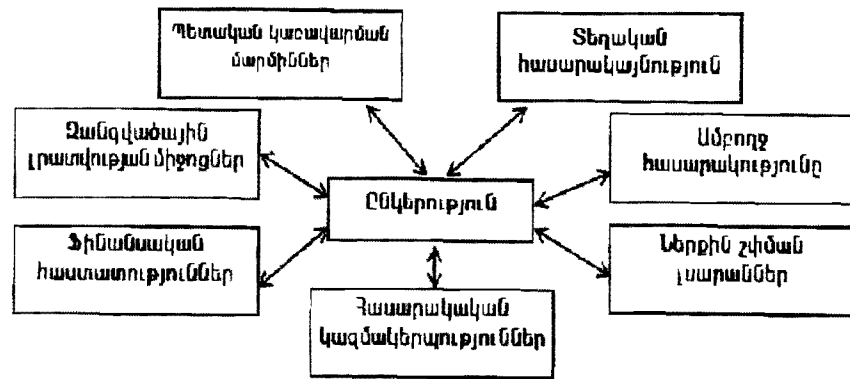 Պետական կառավարման
մարմիններ
Տեղական
հասարակայնություն
Զանգվածային
լրատվության միջոցներ
Ամբողջ
հասարակությունը
Ընկերություն
Ֆինանսական
հաստատություններ
Ներքին շփման
լսարաններ
Հասարակական
կազմակերպություններ